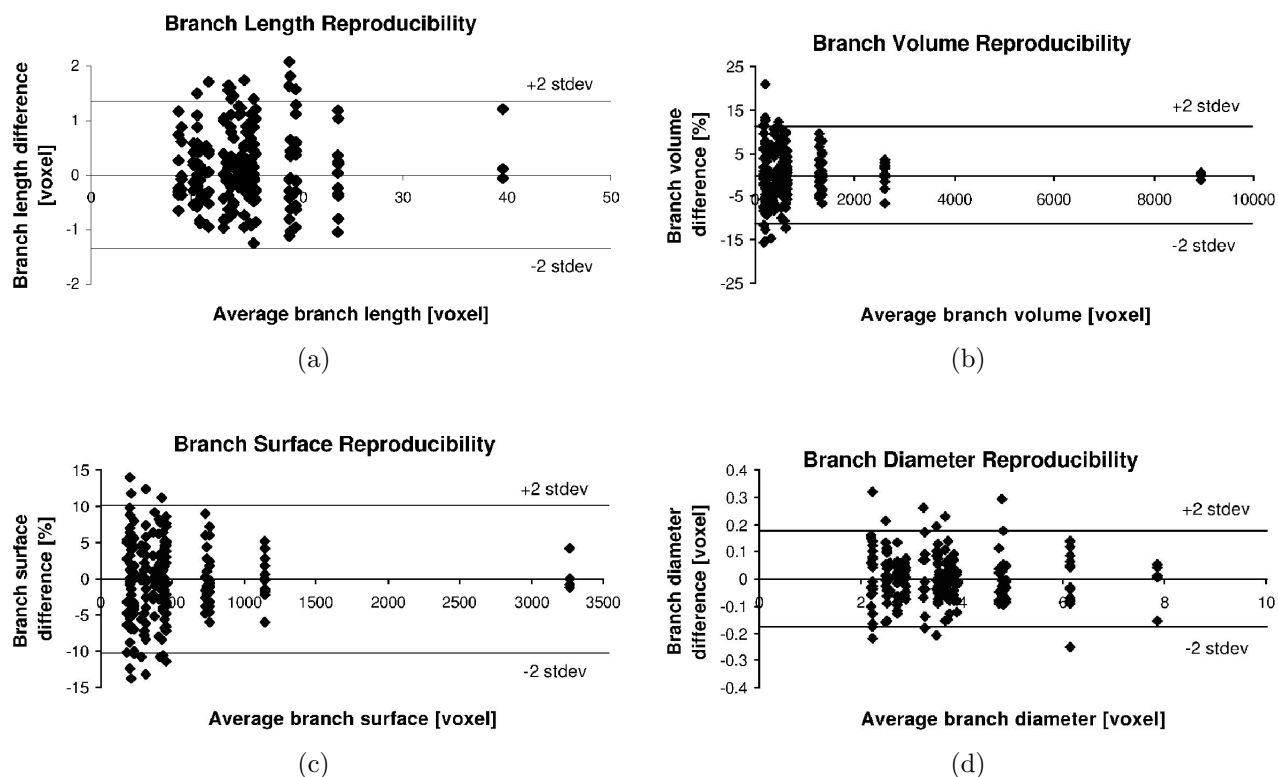 Branch Length Reproducibility
Branch length difference
[voxel]
2
1
0
-1
-2
0
30
40
50
+2 stdev
-2 stdev
Average branch length [voxel]
(a)
Branch Volume Reproducibility
Branch volume
difference [%]
25
15
5
-5
-15
-25
2000
4000
6000
8000
10000
+2 stdev
-2 stdev
Average branch volume [voxel]
(b)
Branch Surface Reproducibility
Branch surface
difference [%]
15
10
5
0
-5
-10
-15
1000
1500
2000
2500
3000
3500
+2 stdev
-2 stdev
Average branch surface [voxel]
(c)
Branch Diameter Reproducibility
Branch diameter
difference [voxel]
0.4
0.3
0.2
0.1
0
-0.1
-0.2
-0.3
-0.4
0
2
4
6
8
10
+2 stdev
-2 stdev
Average branch diameter [voxel]
(d)